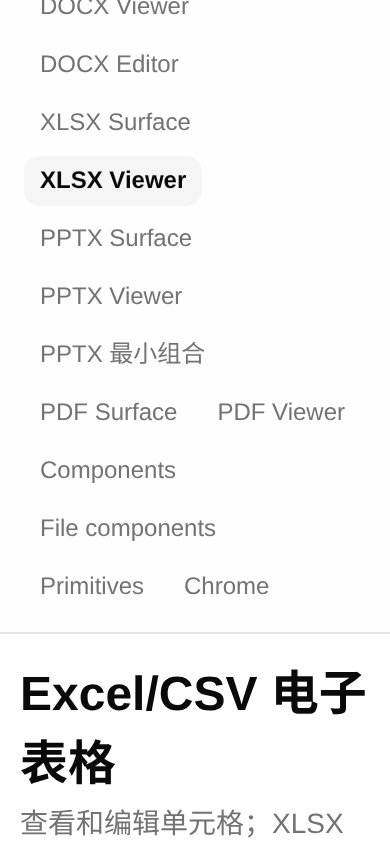 DOCX Viewer
DOCX Editor
XLSX Surface
XLSX Viewer
PPTX Surface
PPTX Viewer
PPTX 最小组合
PDF Surface PDF Viewer
Components
File components
Primitives Chrome
Excel/CSV 电子
表格
查看和编辑单元格；XLSX